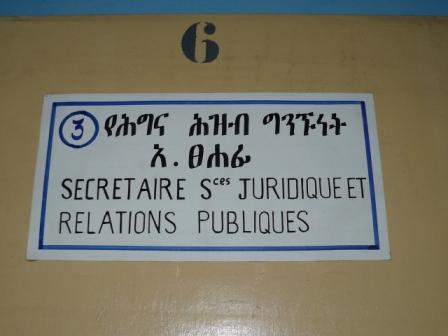 6
3 የሕግና ሕዝብ ግንኙነት
አ. ፀሐፊ
SECRETAIRE Sces JURIDIQUE ET
RELATIONS PUBLIQUES